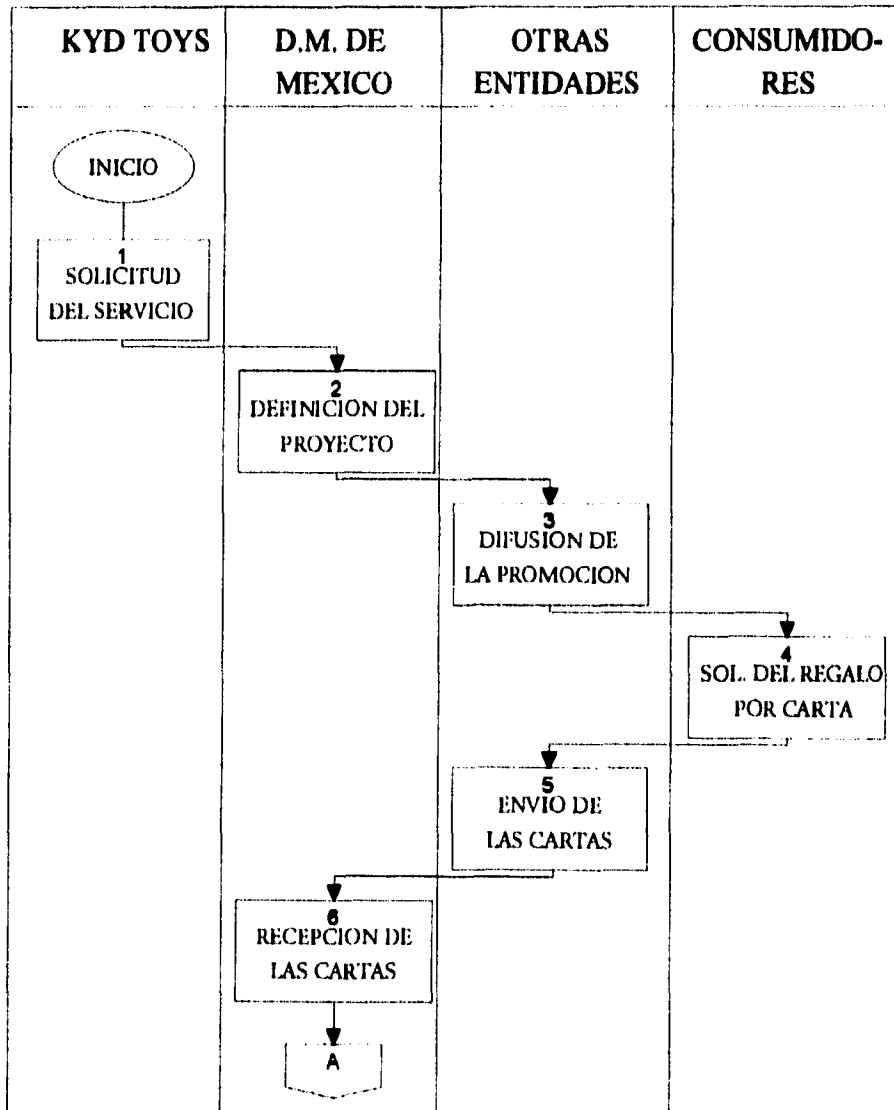 KYD TOYS
D.M. DE
MEXICO
OTRAS
ENTIDADES
CONSUMIDO-
RES
INICIO
1
SOLICITUD
DEL SERVICIO
2
DEFINICION DEL
PROYECTO
3
DIFUSION DE
LA PROMOCION
4
SOL. DEL REGALO
POR CARTA
5
ENVIO DE
LAS CARTAS
6
RECEPCION DE
LAS CARTAS
A